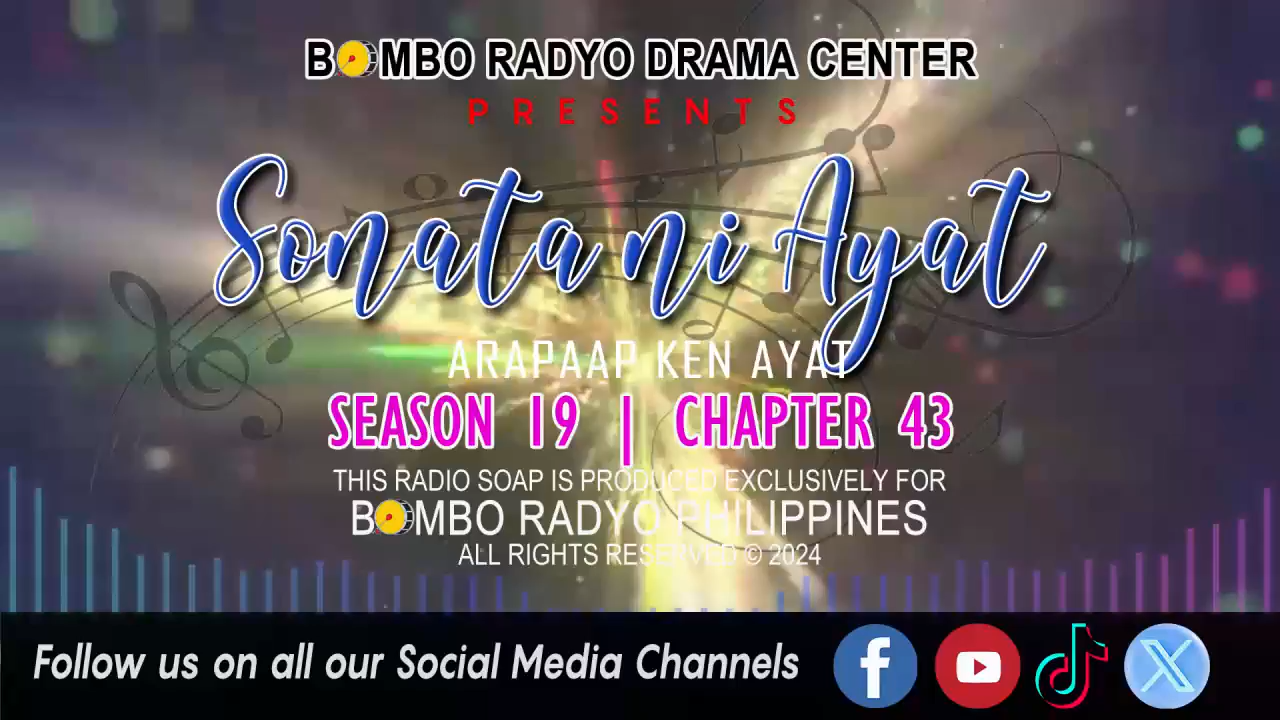 BOMBO RADYO DRAMA CENTER
PRESENTS
Sonata ni Ayat
ARAPAAP KEN AYAT
SEASON 19 | CHAPTER 43
THIS RADIO SOAP IS PRODUCED EXCLUSIVELY FOR
BOMBO RADYO PHILIPPINES
ALL RIGHTS RESERVED © 2024
Follow us on all our Social Media Channels